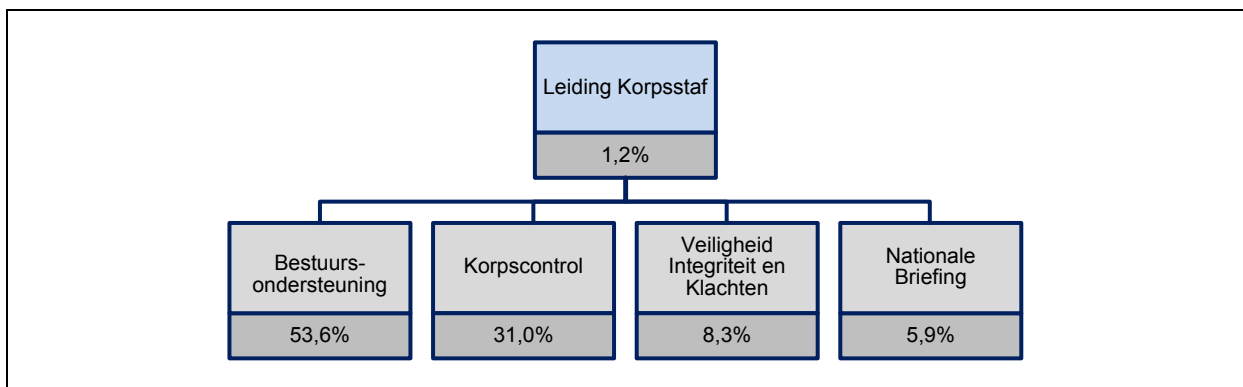 Leiding Korpsstaf
1,2%
Bestuurs-
ondersteuning
53,6%
Korpscontrol
31,0%
Veiligheid
Integriteit en
Klachten
8,3%
Nationale
Briefing
5,9%